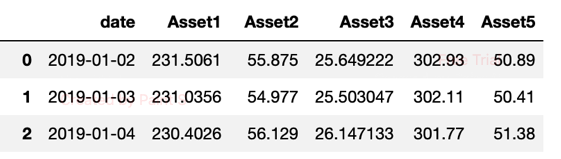 date Asset1 Asset2 Asset3 Asset4 Asset5
0 2019-01-02 231.5061 55.875 25.649222 302.93 50.89
1 2019-01-03 231.0356 54.977 25.503047 302.11 50.41
2 2019-01-04 230.4026 56.129 26.147133 301.77 51.38